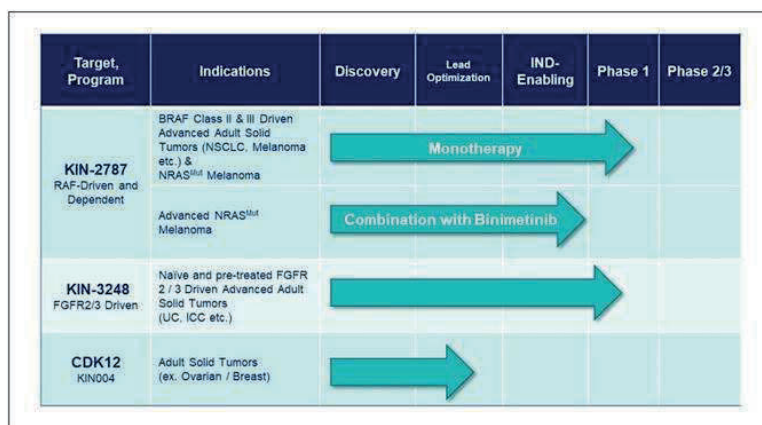 Target,
Program
Indications
Discovery
Lead
Optimization
IND-
Enabling
Phase 1
Phase 2/3
KIN-2787
RAF-Driven and
Dependent
BRAF Class II & III Driven
Advanced Adult Solid
Tumors (NSCLC, Melanoma
etc.) &
NRASᴹᵘᵗ Melanoma
Monotherapy
Advanced NRASᴹᵘᵗ
Melanoma
Combination with Binimetinib
KIN-3248
FGFR2/3 Driven
Naïve and pre-treated FGFR
2 / 3 Driven Advanced Adult
Solid Tumors
(UC, ICC etc.)
CDK12
KIN004
Adult Solid Tumors
(ex. Ovarian / Breast)